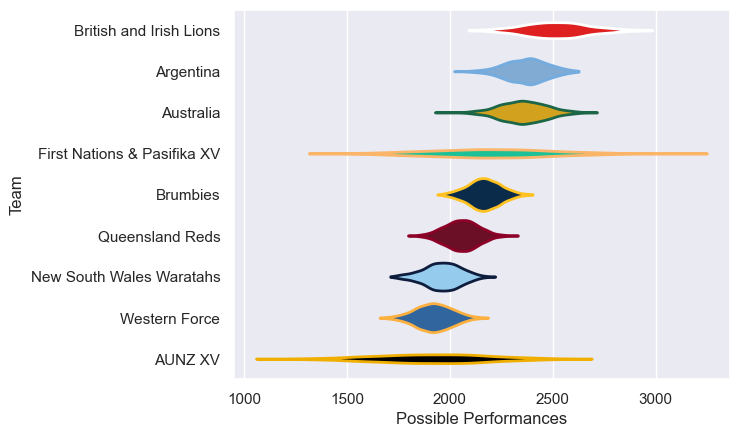 British and Irish Lions
Argentina
Australia
First Nations & Pasifika XV
Brumbies
Queensland Reds
New South Wales Waratahs
Western Force
AUNZ XV
Team
1000 1500 2000 2500 3000
Possible Performances